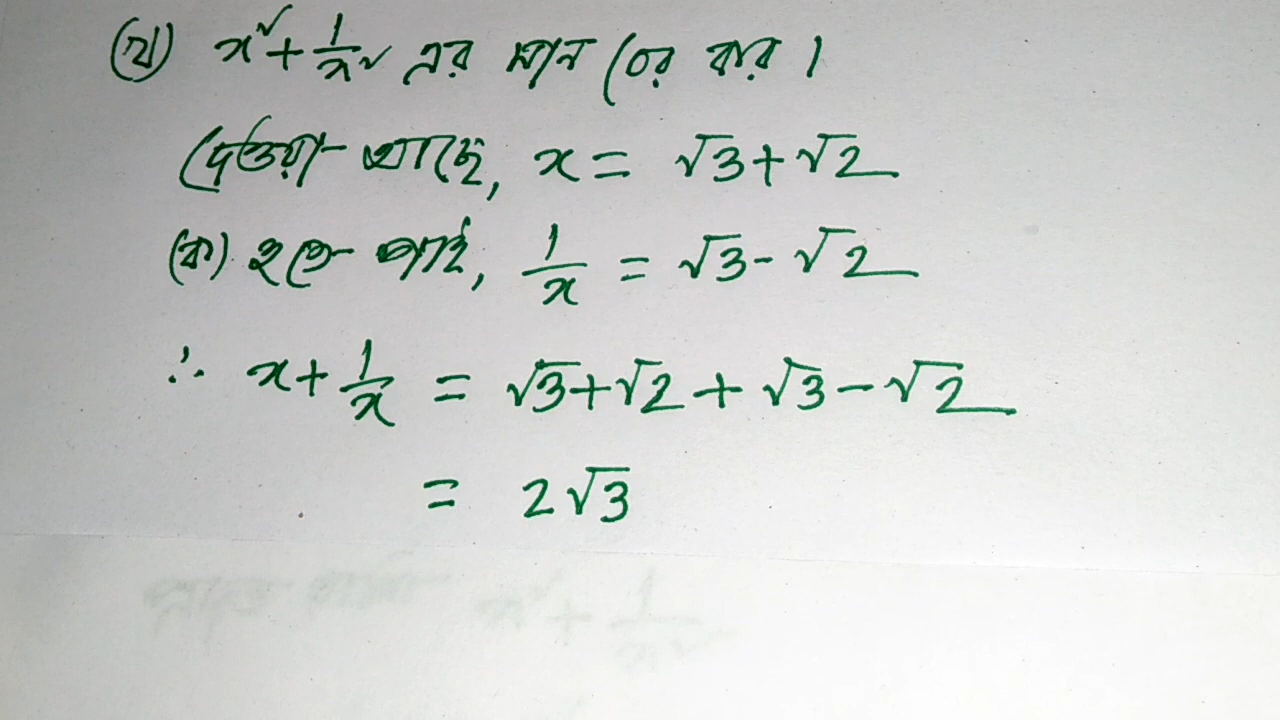 (খ) x² + 1/x² এর মান বের কর।
দেওয়া আছে, x = √3 + √2
(ক) হতে পাই, 1/x = √3 - √2
∴ x + 1/x = √3 + √2 + √3 - √2
= 2√3